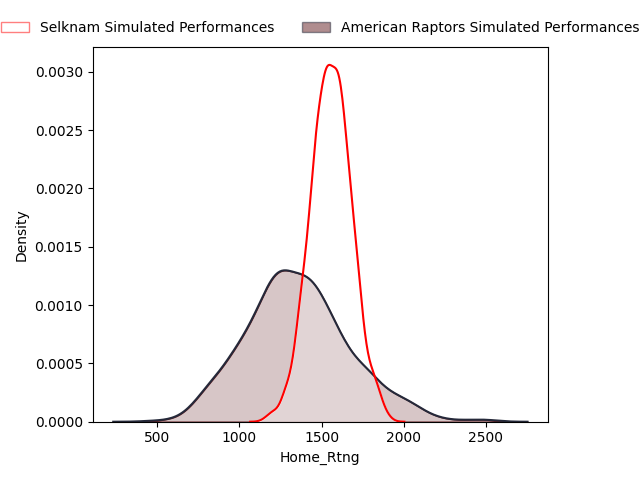 Selknam Simulated Performances
American Raptors Simulated Performances
0.0030
0.0025
0.0020
0.0015
0.0010
0.0005
0.0000
Density
500 1000 1500 2000 2500
Home_Rtng